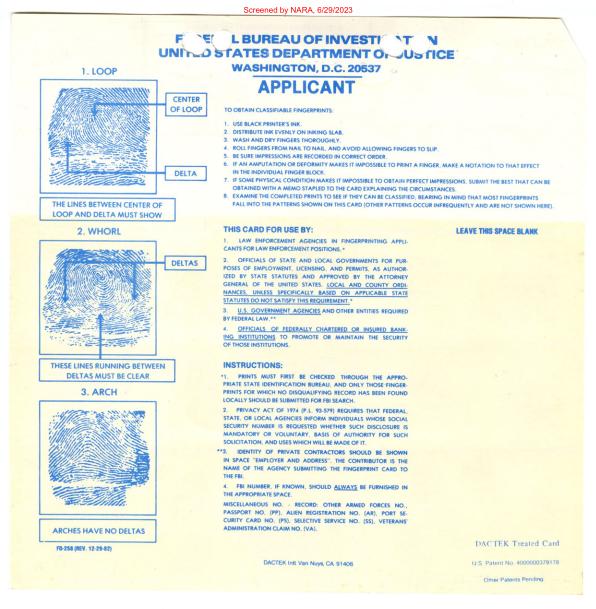 Screened by NARA, 6/29/2023
BUREAU OF INVESTI
UNITED STATES DEPARTMENT OF JUSTICE
WASHINGTON, D.C. 20537
APPLICANT
1. LOOP
CENTER
OF LOOP
DELTA
THE LINES BETWEEN CENTER OF
LOOP AND DELTA MUST SHOW
2. WHORL
DELTAS
THESE LINES RUNNING BETWEEN
DELTAS MUST BE CLEAR
3. ARCH
ARCHES HAVE NO DELTAS
FD-258 (REV. 12-29-82)
TO OBTAIN CLASSIFIABLE FINGERPRINTS:
1. USE BLACK PRINTER'S INK.
2. DISTRIBUTE INK EVENLY ON INKING SLAB.
3. WASH AND DRY FINGERS THOROUGHLY.
4. ROLL FINGERS FROM NAIL TO NAIL, AND AVOID ALLOWING FINGERS TO SLIP.
5. BE SURE IMPRESSIONS ARE RECORDED IN CORRECT ORDER.
6. IF AN AMPUTATION OR DEFORMITY MAKES IT IMPOSSIBLE TO PRINT A FINGER, MAKE A NOTATION TO THAT EFFECT
IN THE INDIVIDUAL FINGER BLOCK.
7. IF SOME PHYSICAL CONDITION MAKES IT IMPOSSIBLE TO OBTAIN PERFECT IMPRESSIONS, SUBMIT THE BEST THAT CAN BE
OBTAINED WITH A MEMO STAPLED TO THE CARD EXPLAINING THE CIRCUMSTANCES.
8. EXAMINE THE COMPLETED PRINTS TO SEE IF THEY CAN BE CLASSIFIED, BEARING IN MIND THAT MOST FINGERPRINTS
FALL INTO THE PATTERNS SHOWN ON THIS CARD (OTHER PATTERNS OCCUR INFREQUENTLY AND ARE NOT SHOWN HERE).
THIS CARD FOR USE BY:
1. LAW ENFORCEMENT AGENCIES IN FINGERPRINTING APPLI-
CANTS FOR LAW ENFORCEMENT POSITIONS.*
2. OFFICIALS OF STATE AND LOCAL GOVERNMENTS FOR PUR-
POSES OF EMPLOYMENT, LICENSING, AND PERMITS, AS AUTHOR-
IZED BY STATE STATUTES AND APPROVED BY THE ATTORNEY
GENERAL OF THE UNITED STATES. LOCAL AND COUNTY ORDI-
NANCES, UNLESS SPECIFICALLY BASED ON APPLICABLE STATE
STATUTES DO NOT SATISFY THIS REQUIREMENT.*
3. U.S. GOVERNMENT AGENCIES AND OTHER ENTITIES REQUIRED
BY FEDERAL LAW.**
4. OFFICIALS OF FEDERALLY CHARTERED OR INSURED BANK-
ING INSTITUTIONS TO PROMOTE OR MAINTAIN THE SECURITY
OF THOSE INSTITUTIONS.
LEAVE THIS SPACE BLANK
INSTRUCTIONS:
*1. PRINTS MUST FIRST BE CHECKED THROUGH THE APPRO-
PRIATE STATE IDENTIFICATION BUREAU, AND ONLY THOSE FINGER-
PRINTS FOR WHICH NO DISQUALIFYING RECORD HAS BEEN FOUND
LOCALLY SHOULD BE SUBMITTED FOR FBI SEARCH.
2. PRIVACY ACT OF 1974 (P.L. 93-579) REQUIRES THAT FEDERAL,
STATE, OR LOCAL AGENCIES INFORM INDIVIDUALS WHOSE SOCIAL
SECURITY NUMBER IS REQUESTED WHETHER SUCH DISCLOSURE IS
MANDATORY OR VOLUNTARY, BASIS OF AUTHORITY FOR SUCH
SOLICITATION, AND USES WHICH WILL BE MADE OF IT.
**3. IDENTITY OF PRIVATE CONTRACTORS SHOULD BE SHOWN
IN SPACE "EMPLOYER AND ADDRESS". THE CONTRIBUTOR IS THE
NAME OF THE AGENCY SUBMITTING THE FINGERPRINT CARD TO
THE FBI.
4. FBI NUMBER, IF KNOWN, SHOULD ALWAYS BE FURNISHED IN
THE APPROPRIATE SPACE.
MISCELLANEOUS NO. - RECORD: OTHER ARMED FORCES NO.,
PASSPORT NO. (PP), ALIEN REGISTRATION NO. (AR), PORT SE-
CURITY CARD NO. (PS), SELECTIVE SERVICE NO. (SS), VETERANS'
ADMINISTRATION CLAIM NO. (VA).
DACTEK Intl Van Nuys, CA 91406
DACTEK Treated Card
U.S. Patent No. 4000000379178
Other Patents Pending